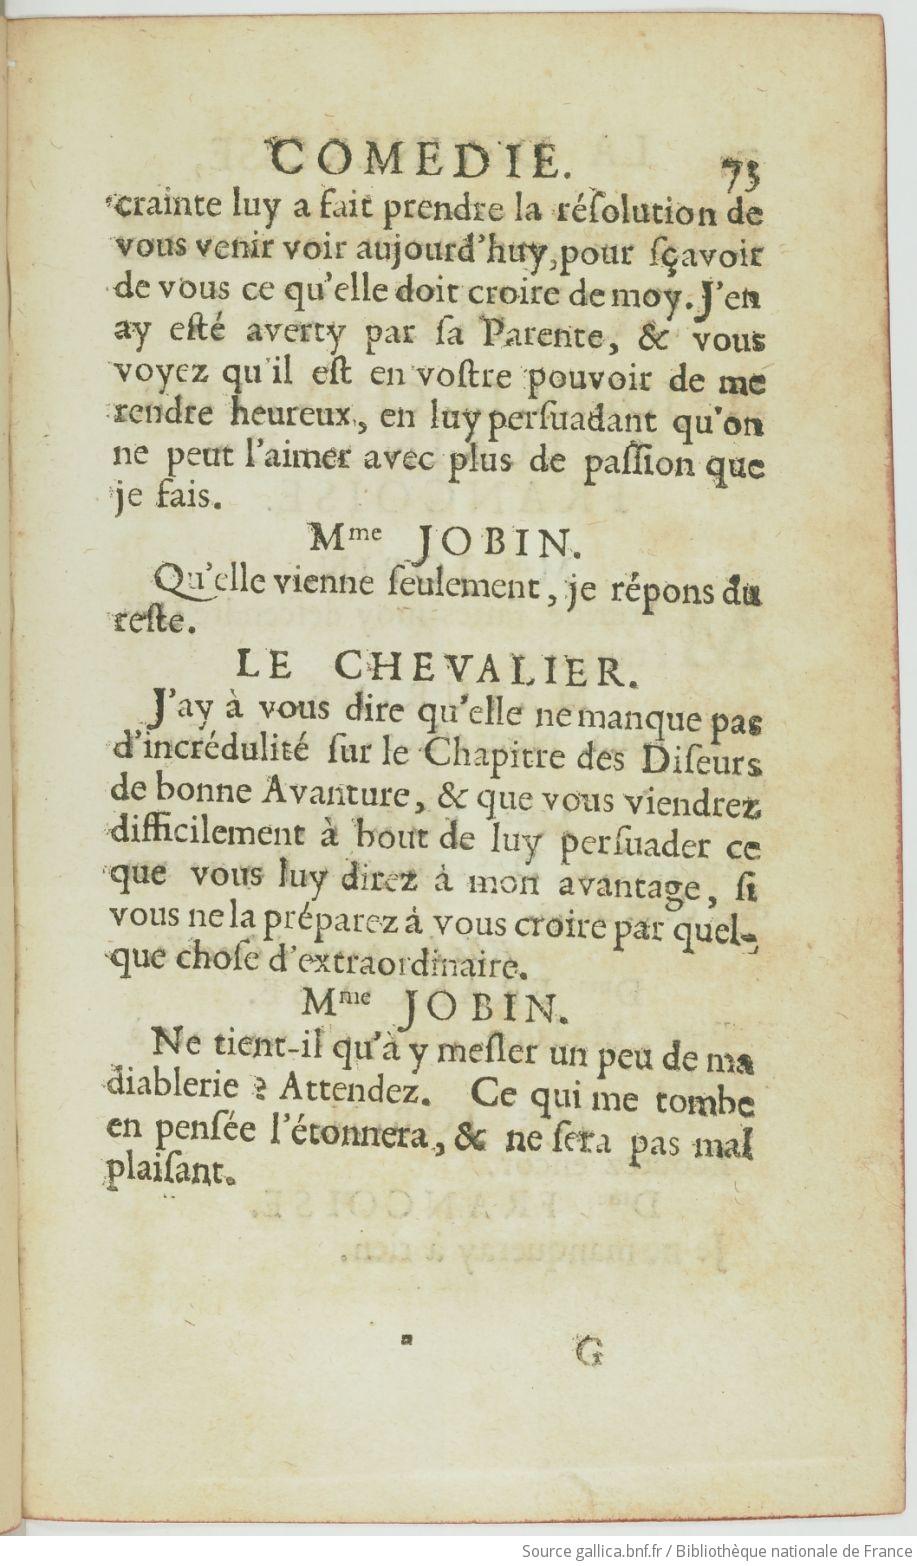 COMEDIE. 73
crainte luy a fait prendre la réſolution de
vous venir voir aujourd'huy, pour ſçavoir
de vous ce qu'elle doit croire de moy. J'en
ay eſté averty par ſa Parente, & vous
voyez qu'il eſt en voſtre pouvoir de me
rendre heureux, en luy perſuadant qu'on
ne peut l'aimer avec plus de paſſion que
je fais.
Mme JOBIN.
Qu'elle vienne ſeulement, je répons du
reſte.
LE CHEVALIER.
J'ay à vous dire qu'elle ne manque pas
d'incrédulité ſur le Chapitre des Diſeurs
de bonne Avanture, & que vous viendrez
difficilement à bout de luy perſuader ce
que vous luy direz à mon avantage, ſi
vous ne la préparez à vous croire par quel-
que choſe d'extraordinaire.
Mme JOBIN.
Ne tient-il qu'à y meſler un peu de ma
diablerie ? Attendez. Ce qui me tombe
en penſée l'étonnera, & ne ſera pas mal
plaiſant.
G
Source gallica.bnf.fr / Bibliothèque nationale de France